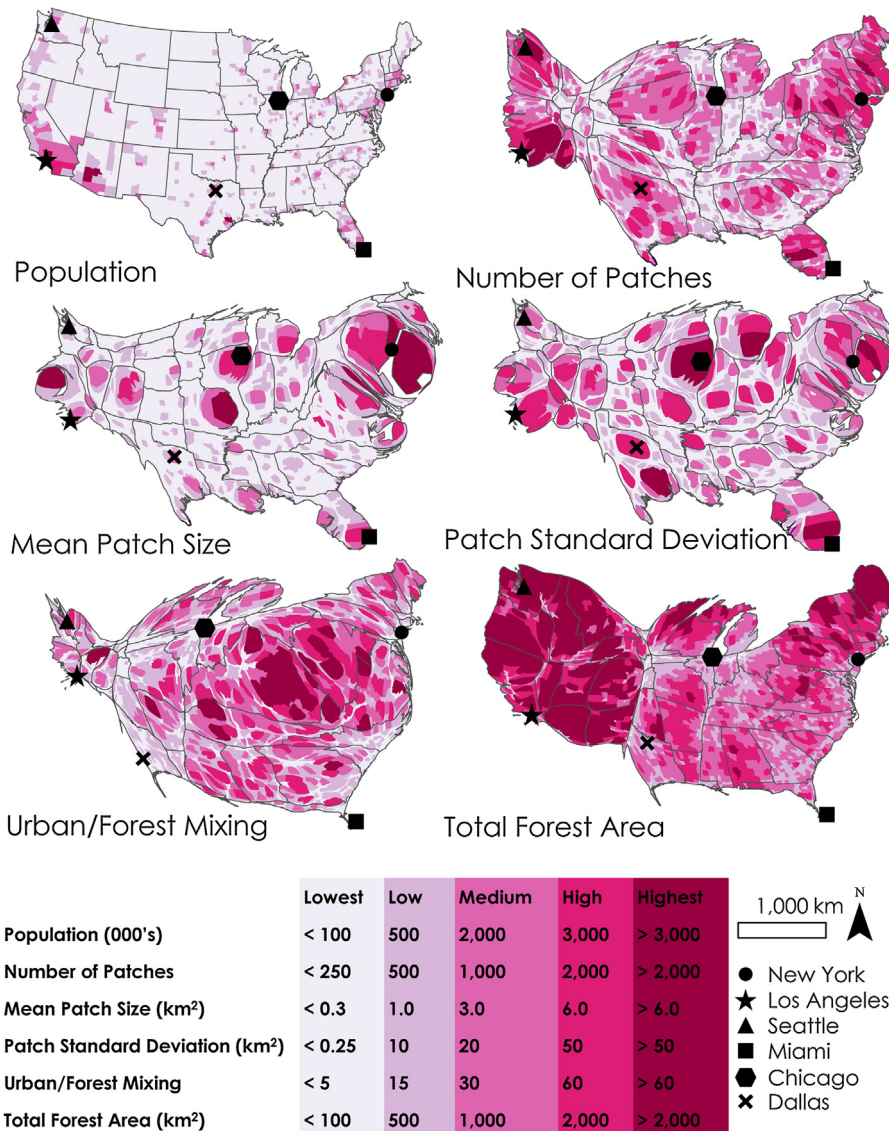 Population
Number of Patches
Mean Patch Size
Patch Standard Deviation
Urban/Forest Mixing
Total Forest Area
Lowest Low Medium High Highest
Population (000's) < 100 500 2,000 3,000 > 3,000
Number of Patches < 250 500 1,000 2,000 > 2,000
Mean Patch Size (km²) < 0.3 1.0 3.0 6.0 > 6.0
Patch Standard Deviation (km²) < 0.25 10 20 50 > 50
Urban/Forest Mixing < 5 15 30 60 > 60
Total Forest Area (km²) < 100 500 1,000 2,000 > 2,000
1,000 km
N
New York
Los Angeles
Seattle
Miami
Chicago
Dallas